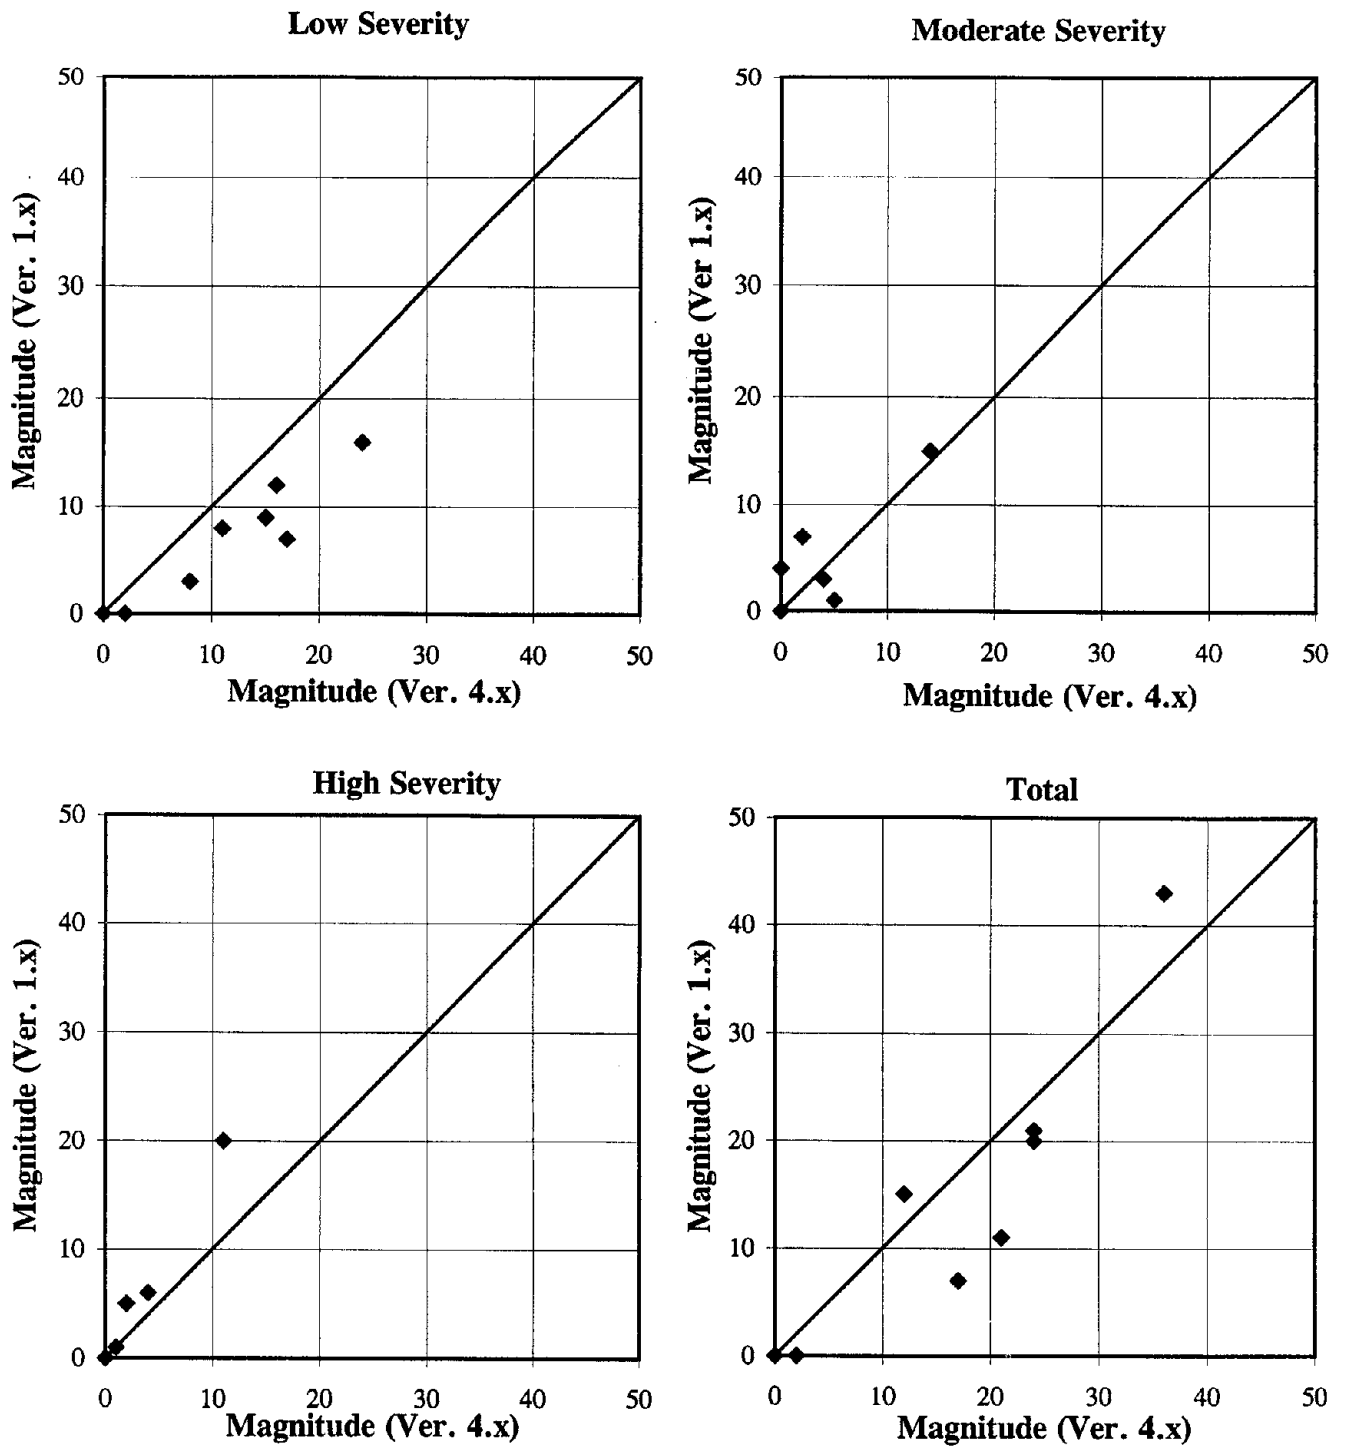 Low Severity
50
40
30
20
10
0
0 10 20 30 40 50
Magnitude (Ver. 1.x)
Magnitude (Ver. 4.x)
Moderate Severity
50
40
30
20
10
0
0 10 20 30 40 50
Magnitude (Ver 1.x)
Magnitude (Ver. 4.x)
High Severity
50
40
30
20
10
0
0 10 20 30 40 50
Magnitude (Ver. 1.x)
Magnitude (Ver. 4.x)
Total
50
40
30
20
10
0
0 10 20 30 40 50
Magnitude (Ver. 1.x)
Magnitude (Ver. 4.x)